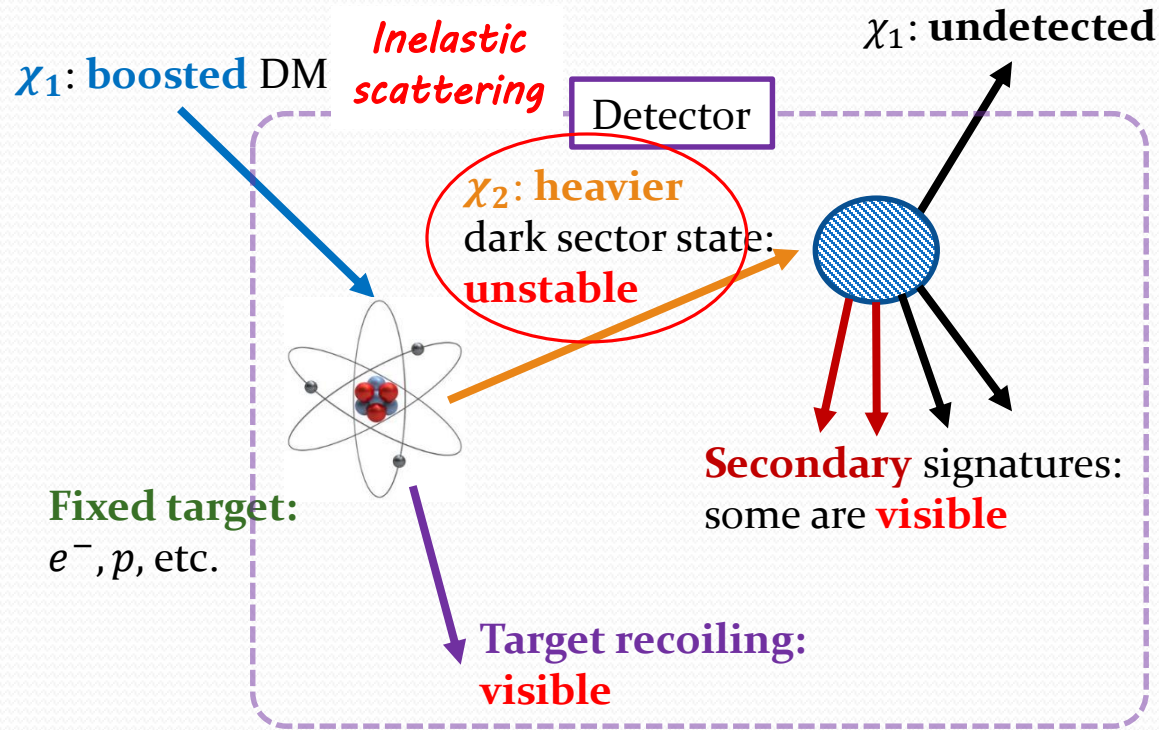 Inelastic
scattering
χ₁: boosted DM
χ₁: undetected
Detector
χ₂: heavier
dark sector state:
unstable
Secondary signatures:
some are visible
Fixed target:
e⁻, p, etc.
Target recoiling:
visible